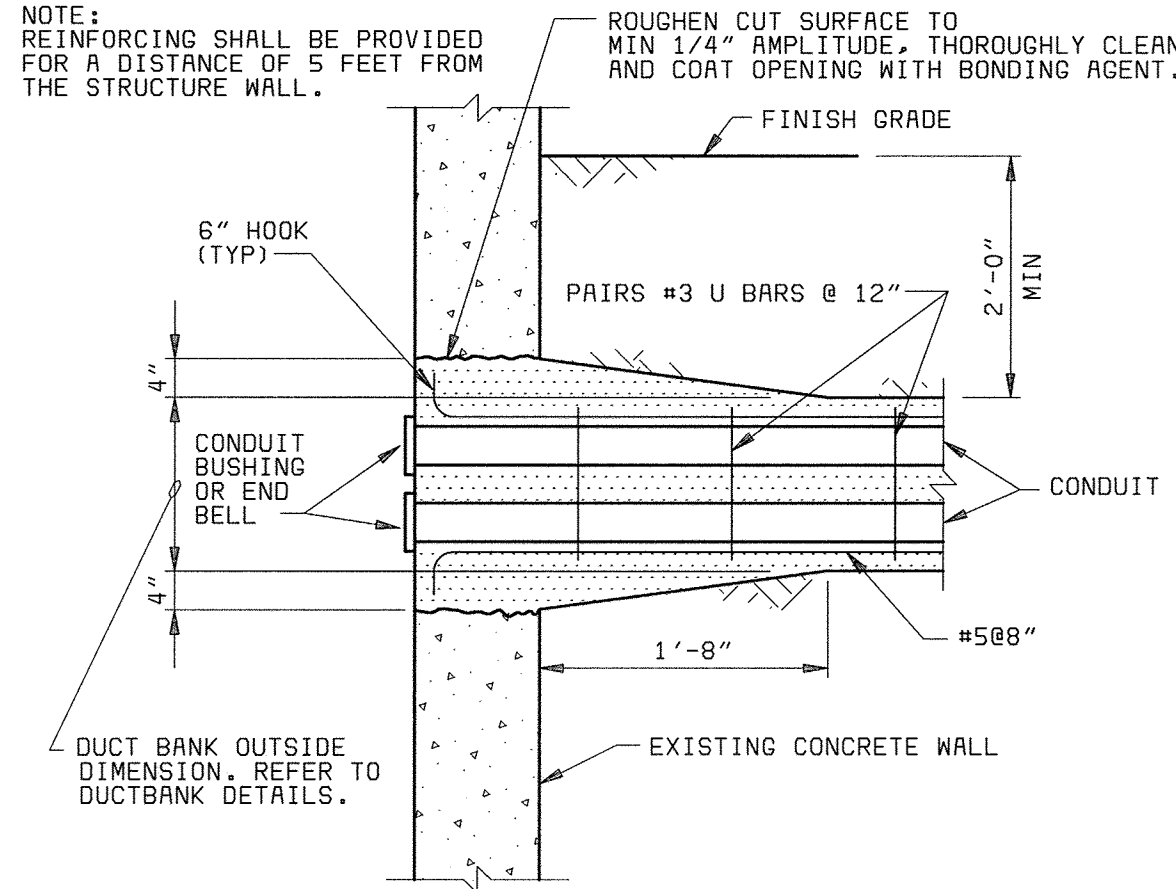 NOTE:
REINFORCING SHALL BE PROVIDED
FOR A DISTANCE OF 5 FEET FROM
THE STRUCTURE WALL.
ROUGHEN CUT SURFACE TO
MIN 1/4" AMPLITUDE, THOROUGHLY CLEAN
AND COAT OPENING WITH BONDING AGENT.
FINISH GRADE
6" HOOK
(TYP)
2'-0"
MIN
PAIRS #3 U BARS @ 12"
4"
CONDUIT
BUSHING
OR END
BELL
CONDUIT
4"
#5@8"
1'-8"
DUCT BANK OUTSIDE
DIMENSION. REFER TO
DUCTBANK DETAILS.
EXISTING CONCRETE WALL